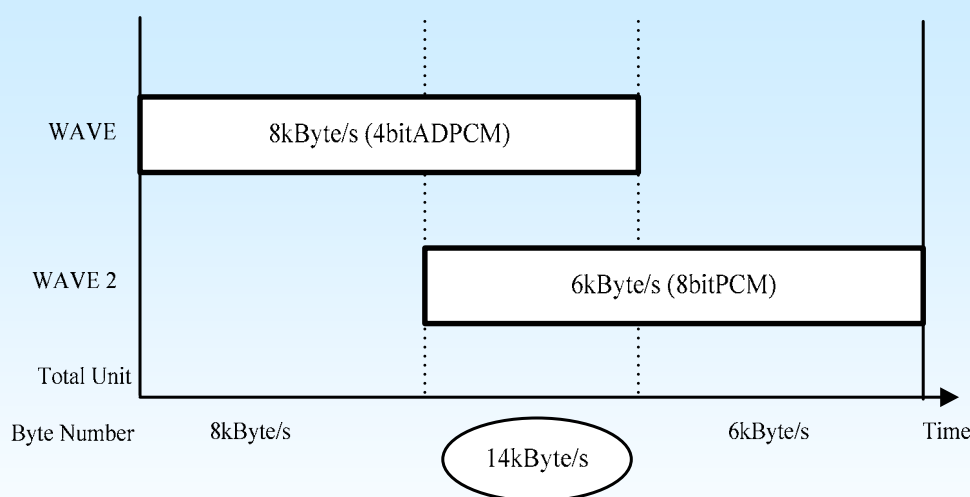 WAVE
8kByte/s (4bitADPCM)
WAVE 2
6kByte/s (8bitPCM)
Total Unit
Byte Number
8kByte/s
14kByte/s
6kByte/s
Time